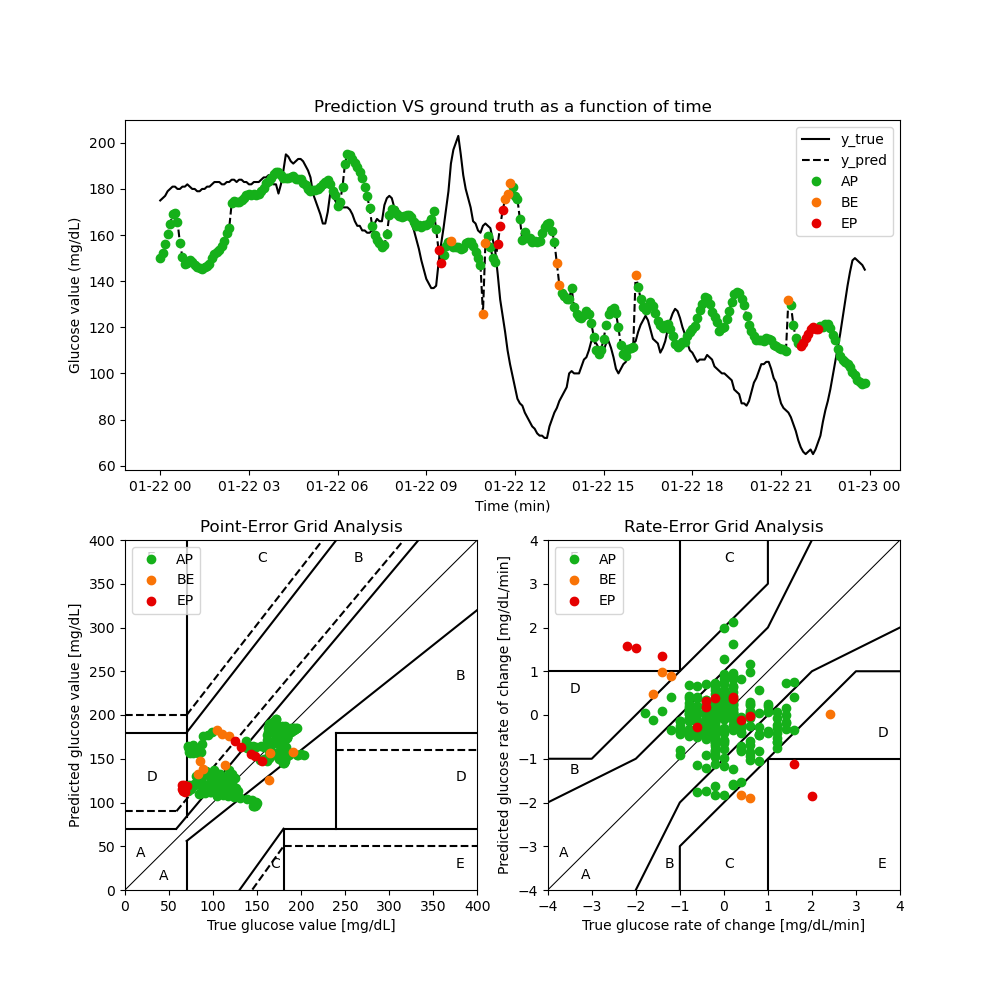 Prediction VS ground truth as a function of time
Glucose value (mg/dL)
200
180
160
140
120
100
80
60
y_true
y_pred
AP
BE
EP
01-22 00 01-22 03 01-22 06 01-22 09 01-22 12 01-22 15 01-22 18 01-22 21 01-23 00
Time (min)
Point-Error Grid Analysis
Predicted glucose value [mg/dL]
400
350
300
250
200
150
100
50
0
AP
BE
EP
C
B
B
D
D
A
A
C
E
0 50 100 150 200 250 300 350 400
True glucose value [mg/dL]
Rate-Error Grid Analysis
Predicted glucose rate of change [mg/dL/min]
4
3
2
1
0
−1
−2
−3
−4
AP
BE
EP
C
D
D
B
A
A
B
C
E
−4 −3 −2 −1 0 1 2 3 4
True glucose rate of change [mg/dL/min]